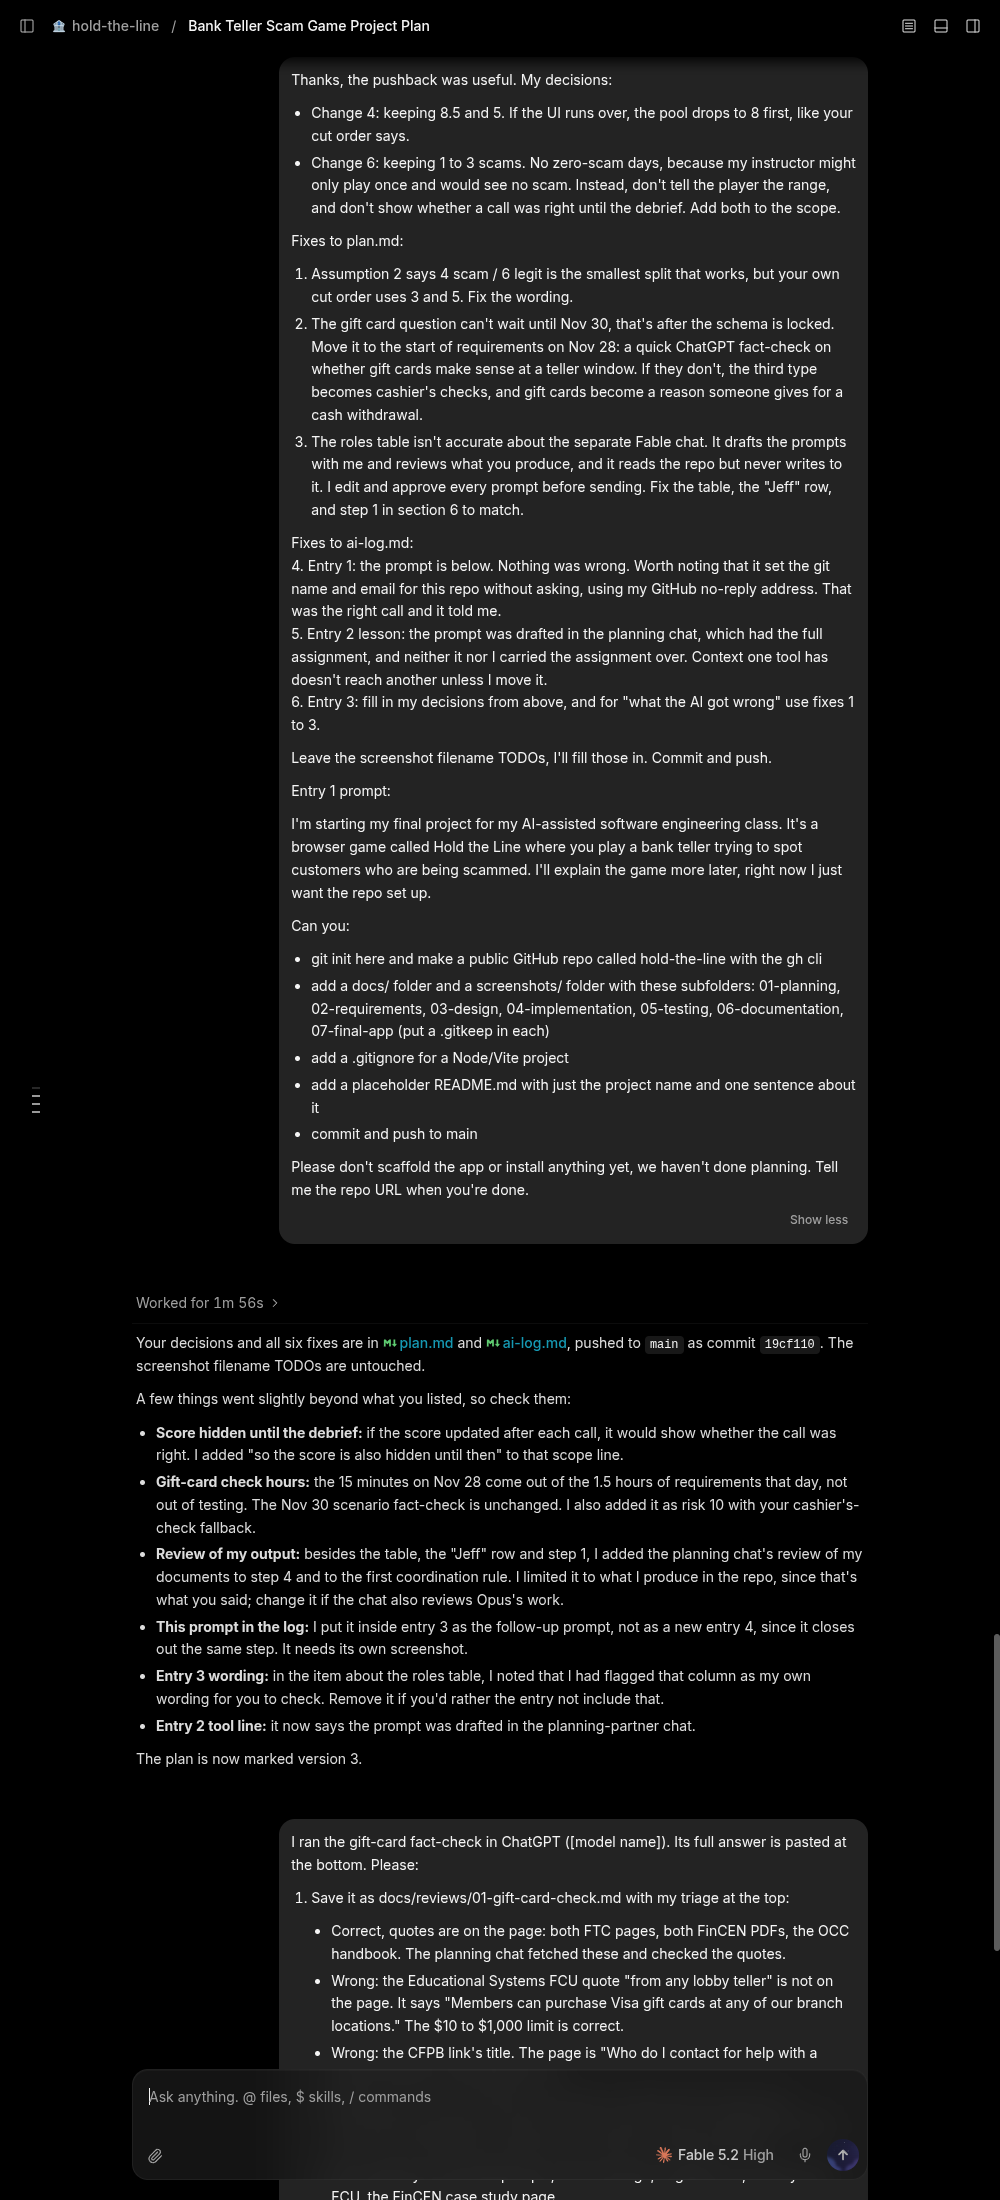 hold-the-line / Bank Teller Scam Game Project Plan
Thanks, the pushback was useful. My decisions:
• Change 4: keeping 8.5 and 5. If the UI runs over, the pool drops to 8 first, like your
cut order says.
• Change 6: keeping 1 to 3 scams. No zero-scam days, because my instructor might
only play once and would see no scam. Instead, don't tell the player the range,
and don't show whether a call was right until the debrief. Add both to the scope.
Fixes to plan.md:
1. Assumption 2 says 4 scam / 6 legit is the smallest split that works, but your own
cut order uses 3 and 5. Fix the wording.
2. The gift card question can't wait until Nov 30, that's after the schema is locked.
Move it to the start of requirements on Nov 28: a quick ChatGPT fact-check on
whether gift cards make sense at a teller window. If they don't, the third type
becomes cashier's checks, and gift cards become a reason someone gives for a
cash withdrawal.
3. The roles table isn't accurate about the separate Fable chat. It drafts the prompts
with me and reviews what you produce, and it reads the repo but never writes to
it. I edit and approve every prompt before sending. Fix the table, the "Jeff" row,
and step 1 in section 6 to match.
Fixes to ai-log.md:
4. Entry 1: the prompt is below. Nothing was wrong. Worth noting that it set the git
name and email for this repo without asking, using my GitHub no-reply address. That
was the right call and it told me.
5. Entry 2 lesson: the prompt was drafted in the planning chat, which had the full
assignment, and neither it nor I carried the assignment over. Context one tool has
doesn't reach another unless I move it.
6. Entry 3: fill in my decisions from above, and for "what the AI got wrong" use fixes 1
to 3.
Leave the screenshot filename TODOs, I'll fill those in. Commit and push.
Entry 1 prompt:
I'm starting my final project for my AI-assisted software engineering class. It's a
browser game called Hold the Line where you play a bank teller trying to spot
customers who are being scammed. I'll explain the game more later, right now I just
want the repo set up.
Can you:
• git init here and make a public GitHub repo called hold-the-line with the gh cli
• add a docs/ folder and a screenshots/ folder with these subfolders: 01-planning,
02-requirements, 03-design, 04-implementation, 05-testing, 06-documentation,
07-final-app (put a .gitkeep in each)
• add a .gitignore for a Node/Vite project
• add a placeholder README.md with just the project name and one sentence about
it
• commit and push to main
Please don't scaffold the app or install anything yet, we haven't done planning. Tell
me the repo URL when you're done.
Show less
Worked for 1m 56s >
Your decisions and all six fixes are in plan.md and ai-log.md, pushed to main as commit 19cf110. The
screenshot filename TODOs are untouched.
A few things went slightly beyond what you listed, so check them:
• Score hidden until the debrief: if the score updated after each call, it would show whether the call was
right. I added "so the score is also hidden until then" to that scope line.
• Gift-card check hours: the 15 minutes on Nov 28 come out of the 1.5 hours of requirements that day, not
out of testing. The Nov 30 scenario fact-check is unchanged. I also added it as risk 10 with your cashier's-
check fallback.
• Review of my output: besides the table, the "Jeff" row and step 1, I added the planning chat's review of my
documents to step 4 and to the first coordination rule. I limited it to what I produce in the repo, since that's
what you said; change it if the chat also reviews Opus's work.
• This prompt in the log: I put it inside entry 3 as the follow-up prompt, not as a new entry 4, since it closes
out the same step. It needs its own screenshot.
• Entry 3 wording: in the item about the roles table, I noted that I had flagged that column as my own
wording for you to check. Remove it if you'd rather the entry not include that.
• Entry 2 tool line: it now says the prompt was drafted in the planning-partner chat.
The plan is now marked version 3.
I ran the gift-card fact-check in ChatGPT ([model name]). Its full answer is pasted at
the bottom. Please:
1. Save it as docs/reviews/01-gift-card-check.md with my triage at the top:
• Correct, quotes are on the page: both FTC pages, both FinCEN PDFs, the OCC
handbook. The planning chat fetched these and checked the quotes.
• Wrong: the Educational Systems FCU quote "from any lobby teller" is not on
the page. It says "Members can purchase Visa gift cards at any of our branch
locations." The $10 to $1,000 limit is correct.
• Wrong: the CFPB link's title. The page is "Who do I contact for help with a
Ask anything. @ files, $ skills, / commands
Fable 5.2 High
FCU, the FinCEN case study page.